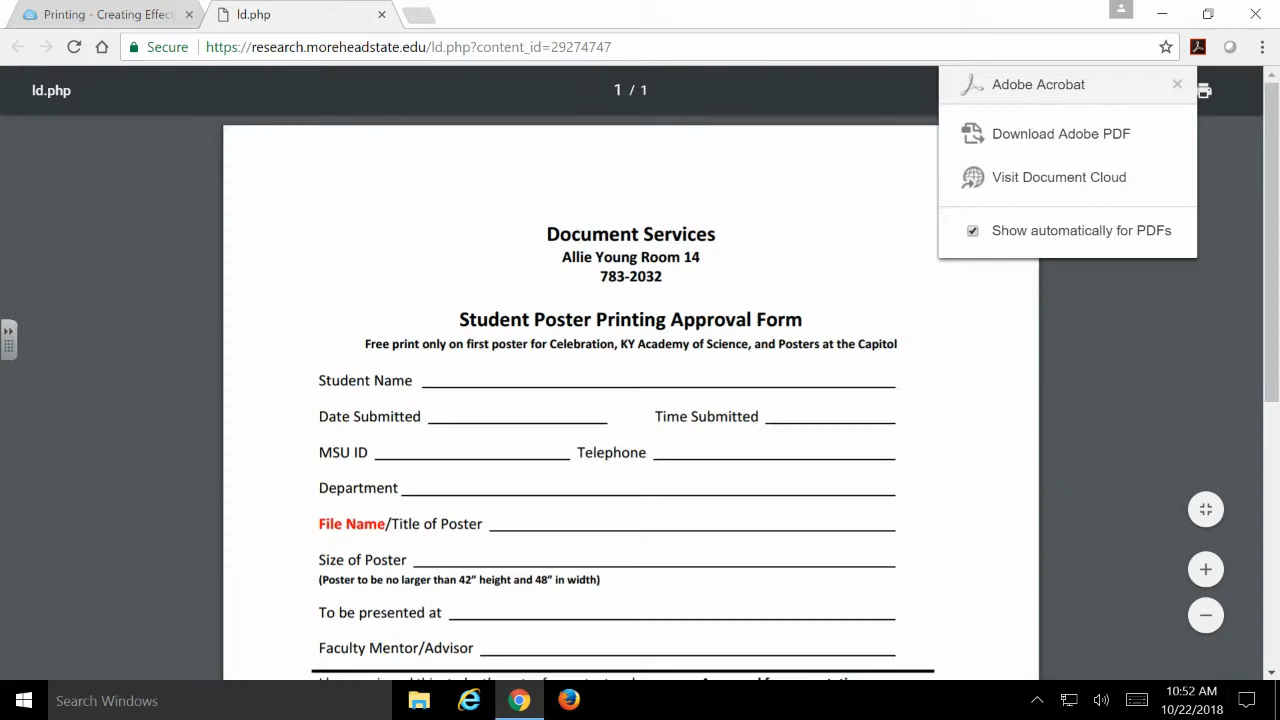 Printing - Creating Effect
ld.php
Secure
https://research.moreheadstate.edu/ld.php?content_id=29274747
ld.php
1 / 1
Adobe Acrobat
Download Adobe PDF
Visit Document Cloud
Show automatically for PDFs
Document Services
Allie Young Room 14
783-2032
Student Poster Printing Approval Form
Free print only on first poster for Celebration, KY Academy of Science, and Posters at the Capitol
Student Name
Date Submitted Time Submitted
MSU ID Telephone
Department
File Name/Title of Poster
Size of Poster
(Poster to be no larger than 42” height and 48” in width)
To be presented at
Faculty Mentor/Advisor
Search Windows
10:52 AM
10/22/2018